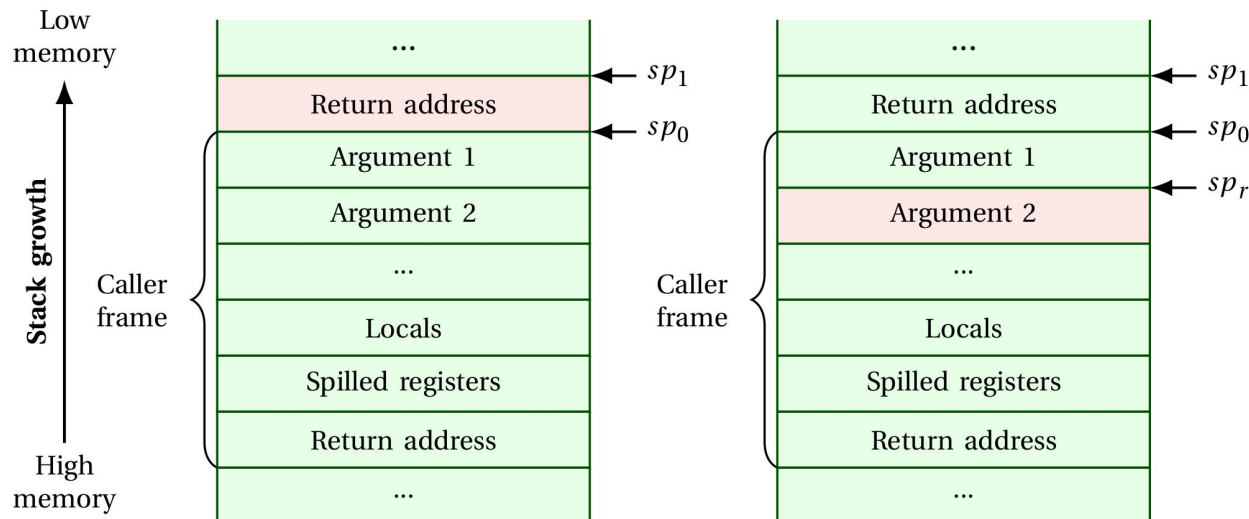 Low
memory
Stack growth
High
memory
...
Return address
Argument 1
Argument 2
...
Locals
Spilled registers
Return address
...
Caller
frame
sp1
sp0
...
Return address
Argument 1
Argument 2
...
Locals
Spilled registers
Return address
...
Caller
frame
sp1
sp0
spr